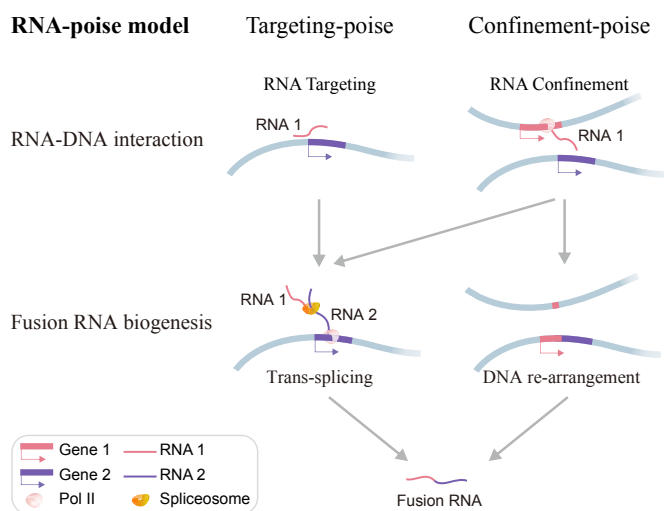 RNA-poise model Targeting-poise Confinement-poise
RNA Targeting RNA Confinement
RNA 1
RNA 1
RNA-DNA interaction
RNA 1
RNA 2
Fusion RNA biogenesis
Trans-splicing DNA re-arrangement
Gene 1 RNA 1
Gene 2 RNA 2
Pol II Spliceosome
Fusion RNA